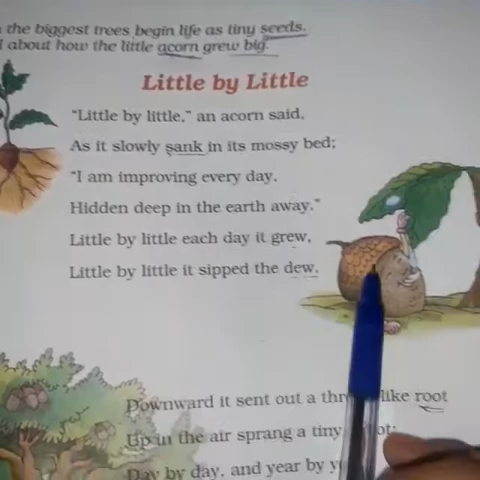 the biggest trees begin life as tiny seeds.
about how the little acorn grew big.
Little by Little
"Little by little," an acorn said,
As it slowly sank in its mossy bed;
"I am improving every day,
Hidden deep in the earth away."
Little by little each day it grew,
Little by little it sipped the dew.
Downward it sent out a like root
Up in the air sprang a tiny
Day by day, and year by